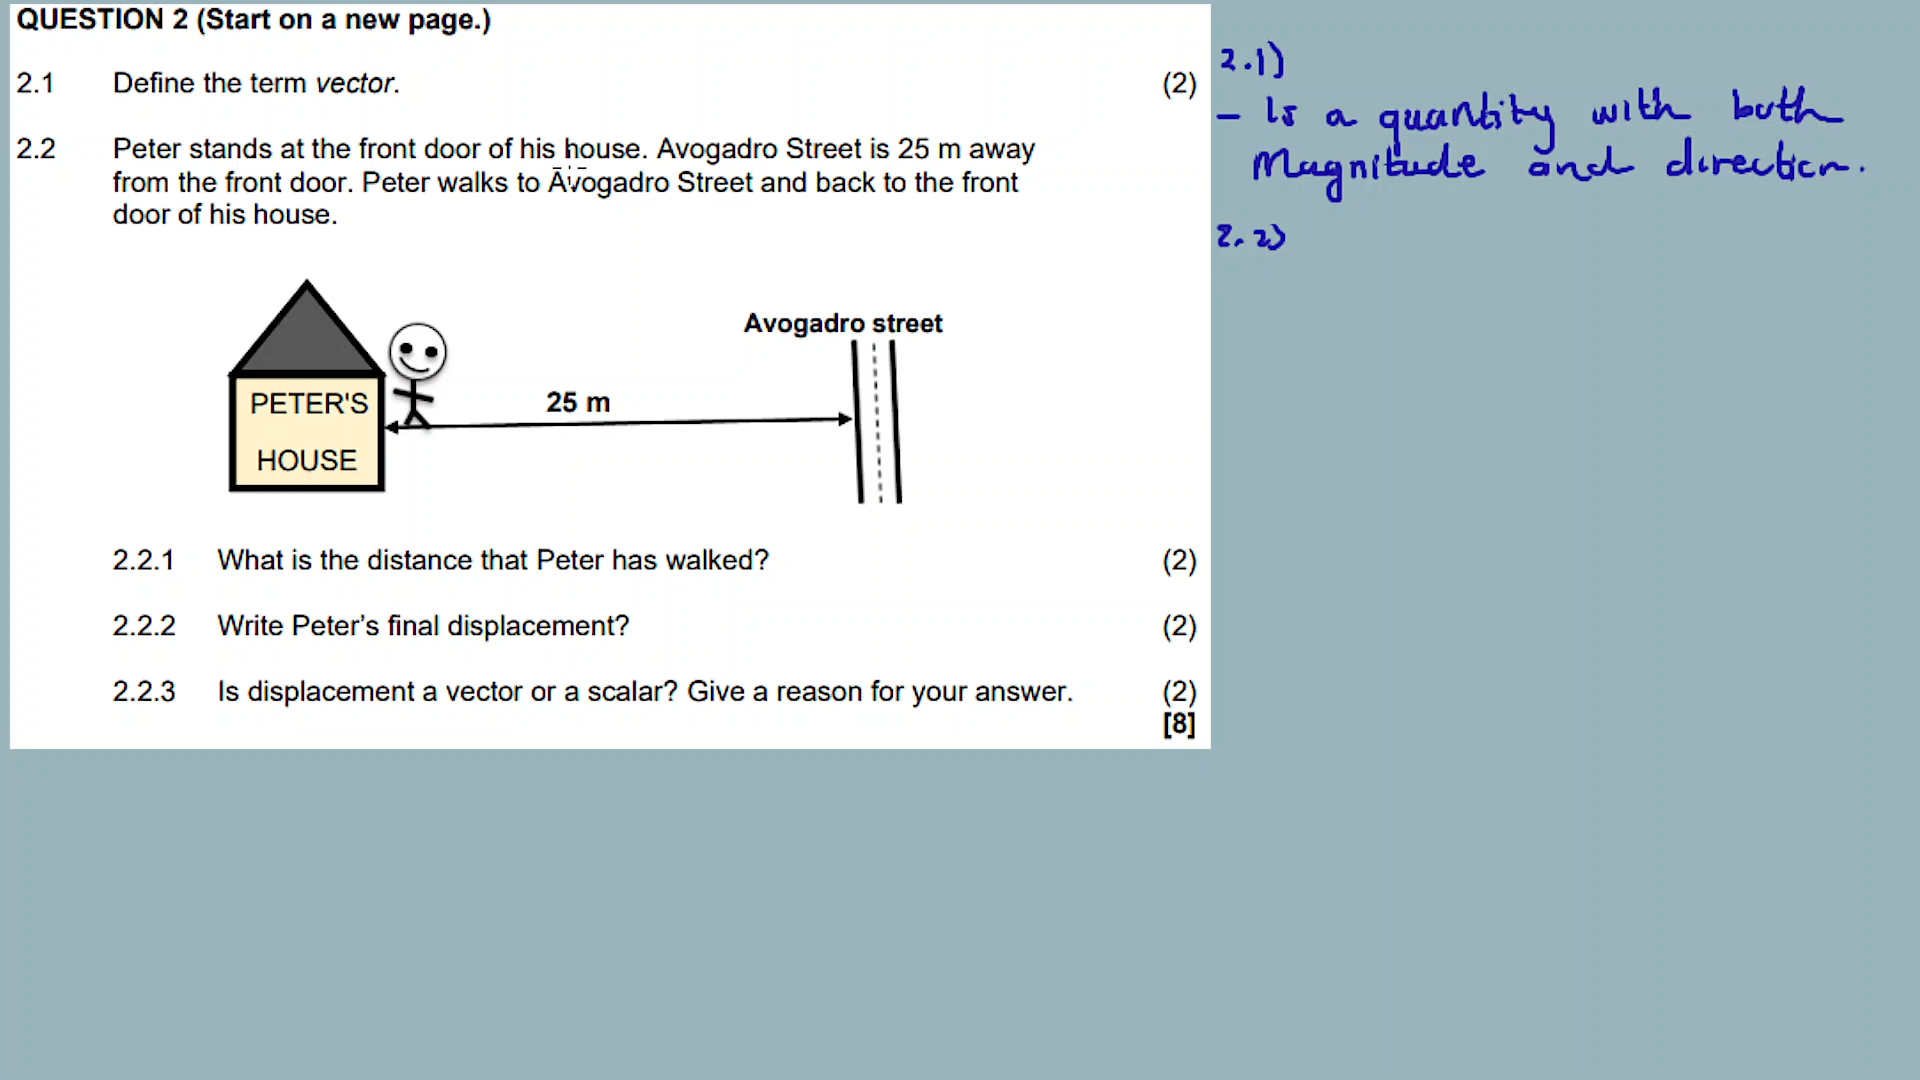 QUESTION 2 (Start on a new page.)
2.1 Define the term vector. (2)
2.2 Peter stands at the front door of his house. Avogadro Street is 25 m away
from the front door. Peter walks to Avogadro Street and back to the front
door of his house.
Avogadro street
25 m
PETER'S
HOUSE
2.2.1 What is the distance that Peter has walked? (2)
2.2.2 Write Peter’s final displacement? (2)
2.2.3 Is displacement a vector or a scalar? Give a reason for your answer. (2)
[8]
2.1)
- Is a quantity with both
Magnitude and direction.
2.2)